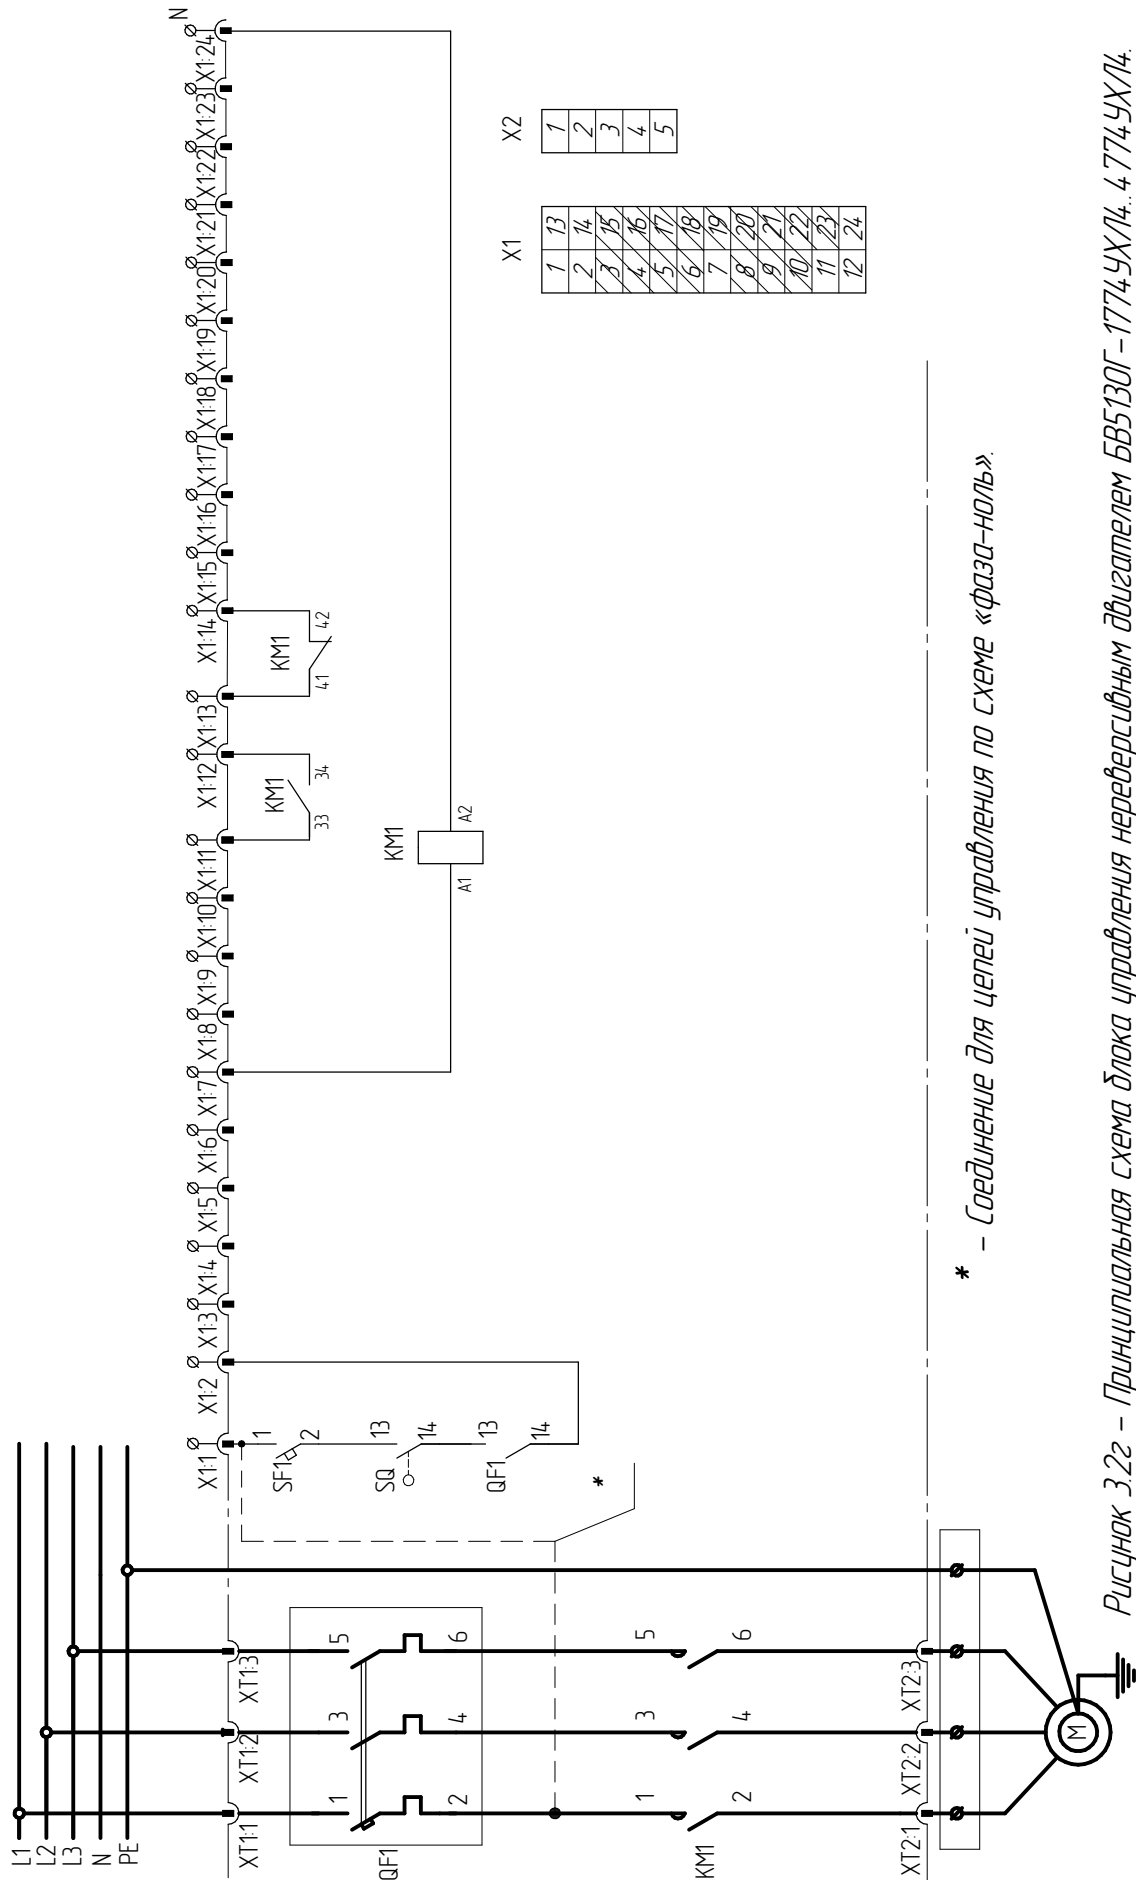 L1
L2
L3
N
PE
XT1:1
XT1:2
XT1:3
1
3
5
2
4
6
QF1
1
3
5
2
4
6
KM1
XT2:1
XT2:2
XT2:3
M
X1:1
X1:2
X1:3
X1:4
X1:5
X1:6
X1:7
X1:8
X1:9
X1:10
X1:11
X1:12
X1:13
X1:14
X1:15
X1:16
X1:17
X1:18
X1:19
X1:20
X1:21
X1:22
X1:23
X1:24
N
SF1
1
2
SQ
13
14
QF1
13
14
*
KM1
33
34
KM1
41
42
KM1
A1
A2
X1
1 13
2 14
3 15
4 16
5 17
6 18
7 19
8 20
9 21
10 22
11 23
12 24
X2
1
2
3
4
5
* - Соединение для цепей управления по схеме «фаза-ноль».
Рисунок 3.2г - Принципиальная схема блока управления нереверсивным двигателем БВ5130Г-1774УХЛ4..4774УХЛ4.